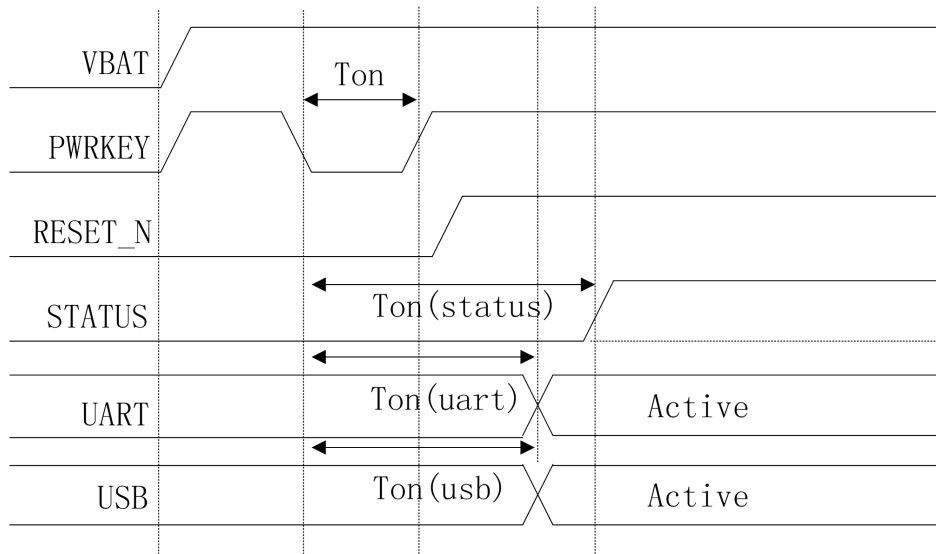 VBAT
Ton
PWRKEY
RESET_N
Ton(status)
STATUS
Ton(uart)
UART
Active
Ton(usb)
USB
Active